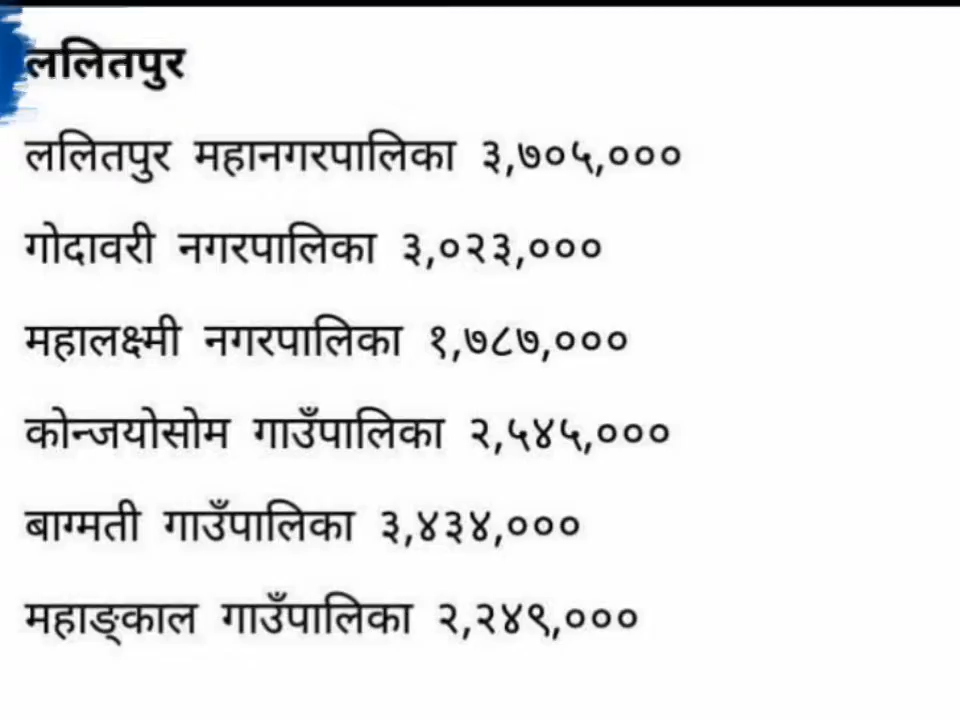 ललितपुर
ललितपुर महानगरपालिका ३,७०५,०००
गोदावरी नगरपालिका ३,०२३,०००
महालक्ष्मी नगरपालिका १,७८७,०००
कोन्जयोसोम गाउँपालिका २,५४५,०००
बाग्मती गाउँपालिका ३,४३४,०००
महाङ्काल गाउँपालिका २,२४९,०००